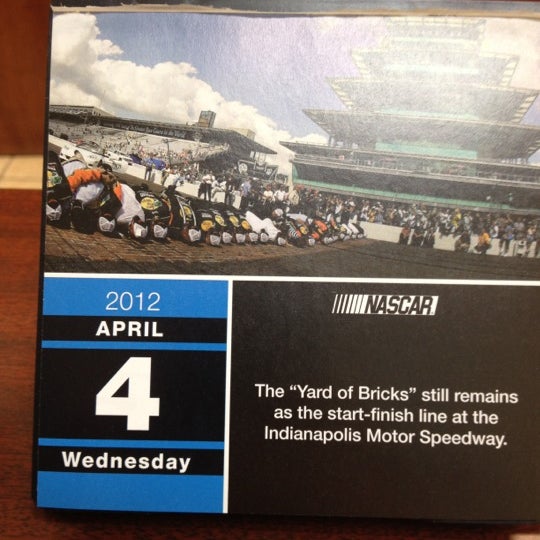 2012
APRIL
4
Wednesday
NASCAR
The “Yard of Bricks” still remains
as the start-finish line at the
Indianapolis Motor Speedway.